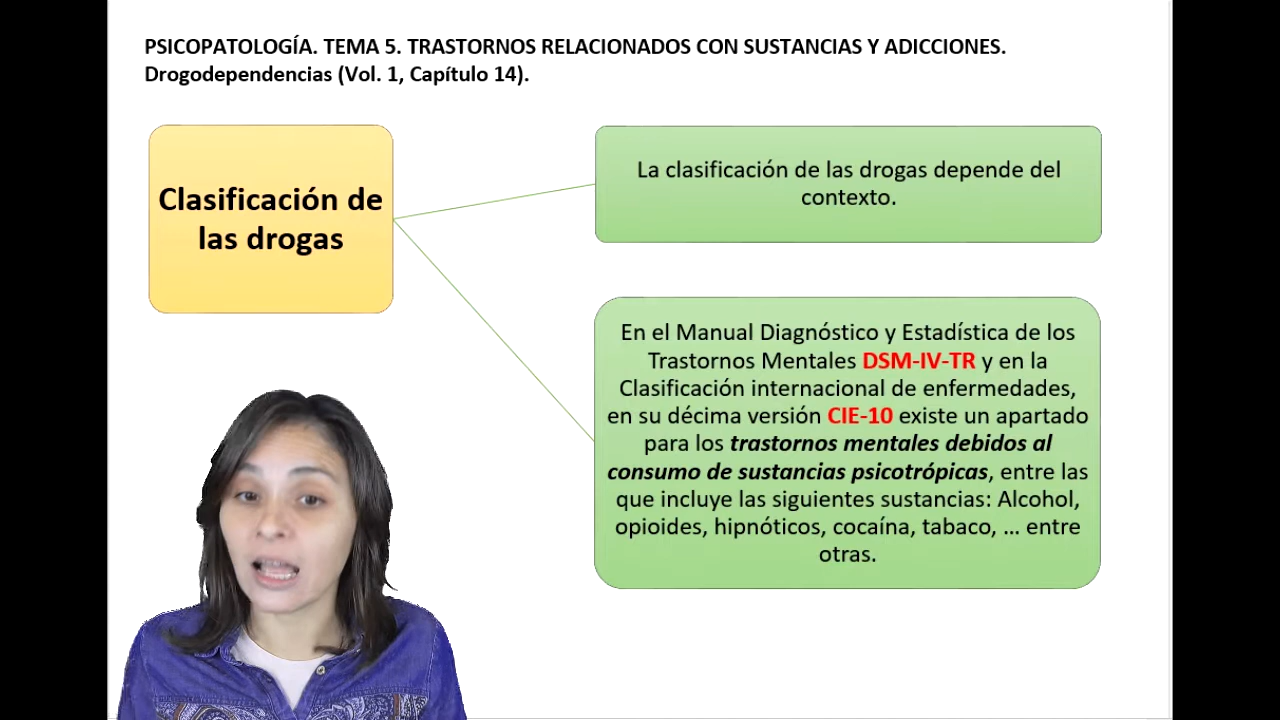 PSICOPATOLOGÍA. TEMA 5. TRASTORNOS RELACIONADOS CON SUSTANCIAS Y ADICCIONES.
Drogodependencias (Vol. 1, Capítulo 14).
Clasificación de
las drogas
La clasificación de las drogas depende del
contexto.
En el Manual Diagnóstico y Estadística de los
Trastornos Mentales DSM-IV-TR y en la
Clasificación internacional de enfermedades,
en su décima versión CIE-10 existe un apartado
para los trastornos mentales debidos al
consumo de sustancias psicotrópicas, entre las
que incluye las siguientes sustancias: Alcohol,
opioides, hipnóticos, cocaína, tabaco, ... entre
otras.